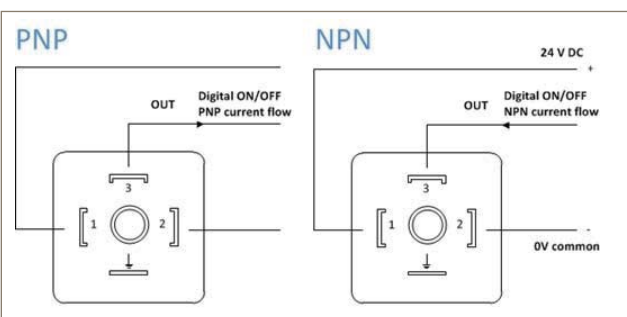 PNP
OUT
Digital ON/OFF
PNP current flow
3
1
2
NPN
24 V DC
+
OUT
Digital ON/OFF
NPN current flow
3
1
2
-
0V common